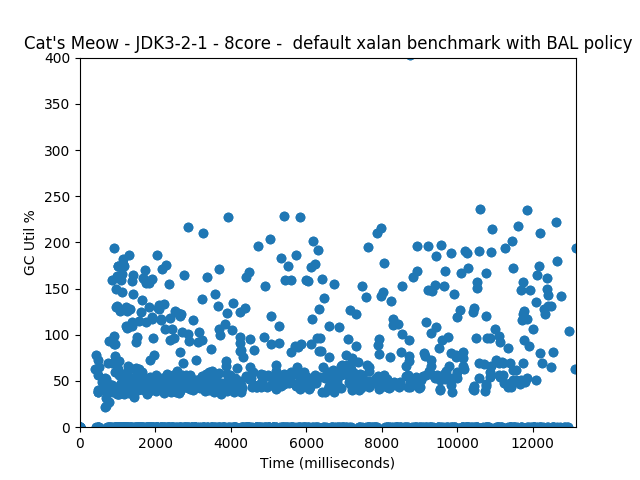 Cat's Meow - JDK3-2-1 - 8core -  default xalan benchmark with BAL policy
400
350
300
250
200
150
100
50
0
GC Util %
0 2000 4000 6000 8000 10000 12000
Time (milliseconds)